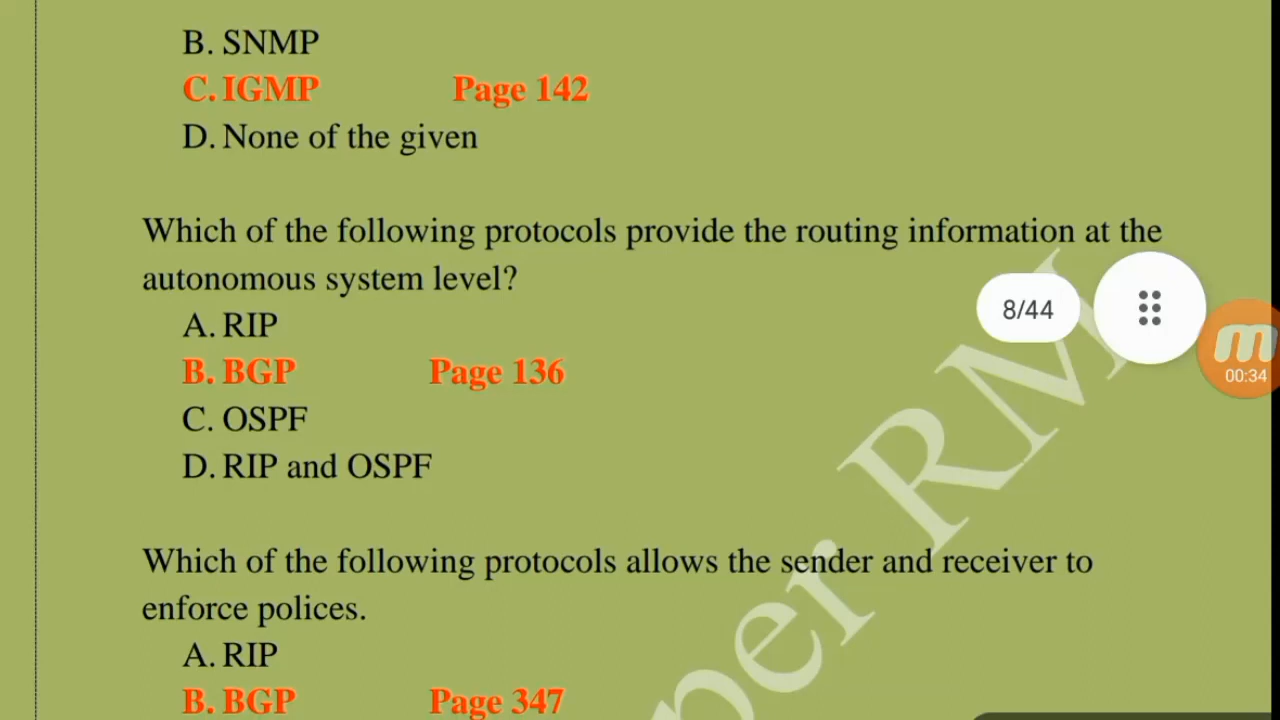 B. SNMP
C. IGMP Page 142
D. None of the given
Which of the following protocols provide the routing information at the
autonomous system level?
8/44
A. RIP
B. BGP Page 136
00:34
C. OSPF
D. RIP and OSPF
Which of the following protocols allows the sender and receiver to
enforce polices.
A. RIP
B. BGP Page 347
per RM